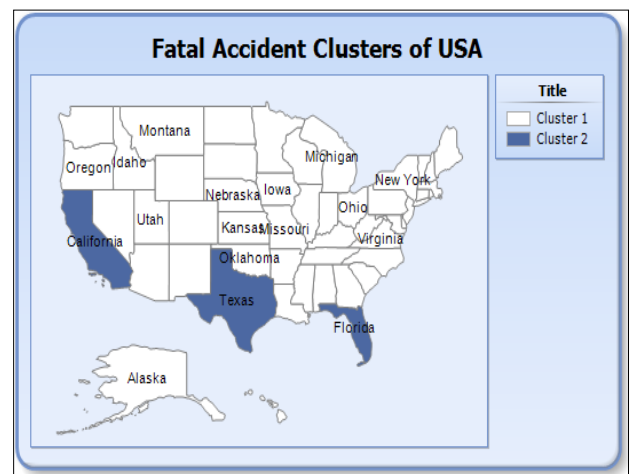 Fatal Accident Clusters of USA
Title
Cluster 1
Cluster 2
Montana
Oregon
Idaho
Michigan
New York
Nebraska
Iowa
Ohio
Utah
Kansas
Missouri
Virginia
California
Oklahoma
Texas
Florida
Alaska